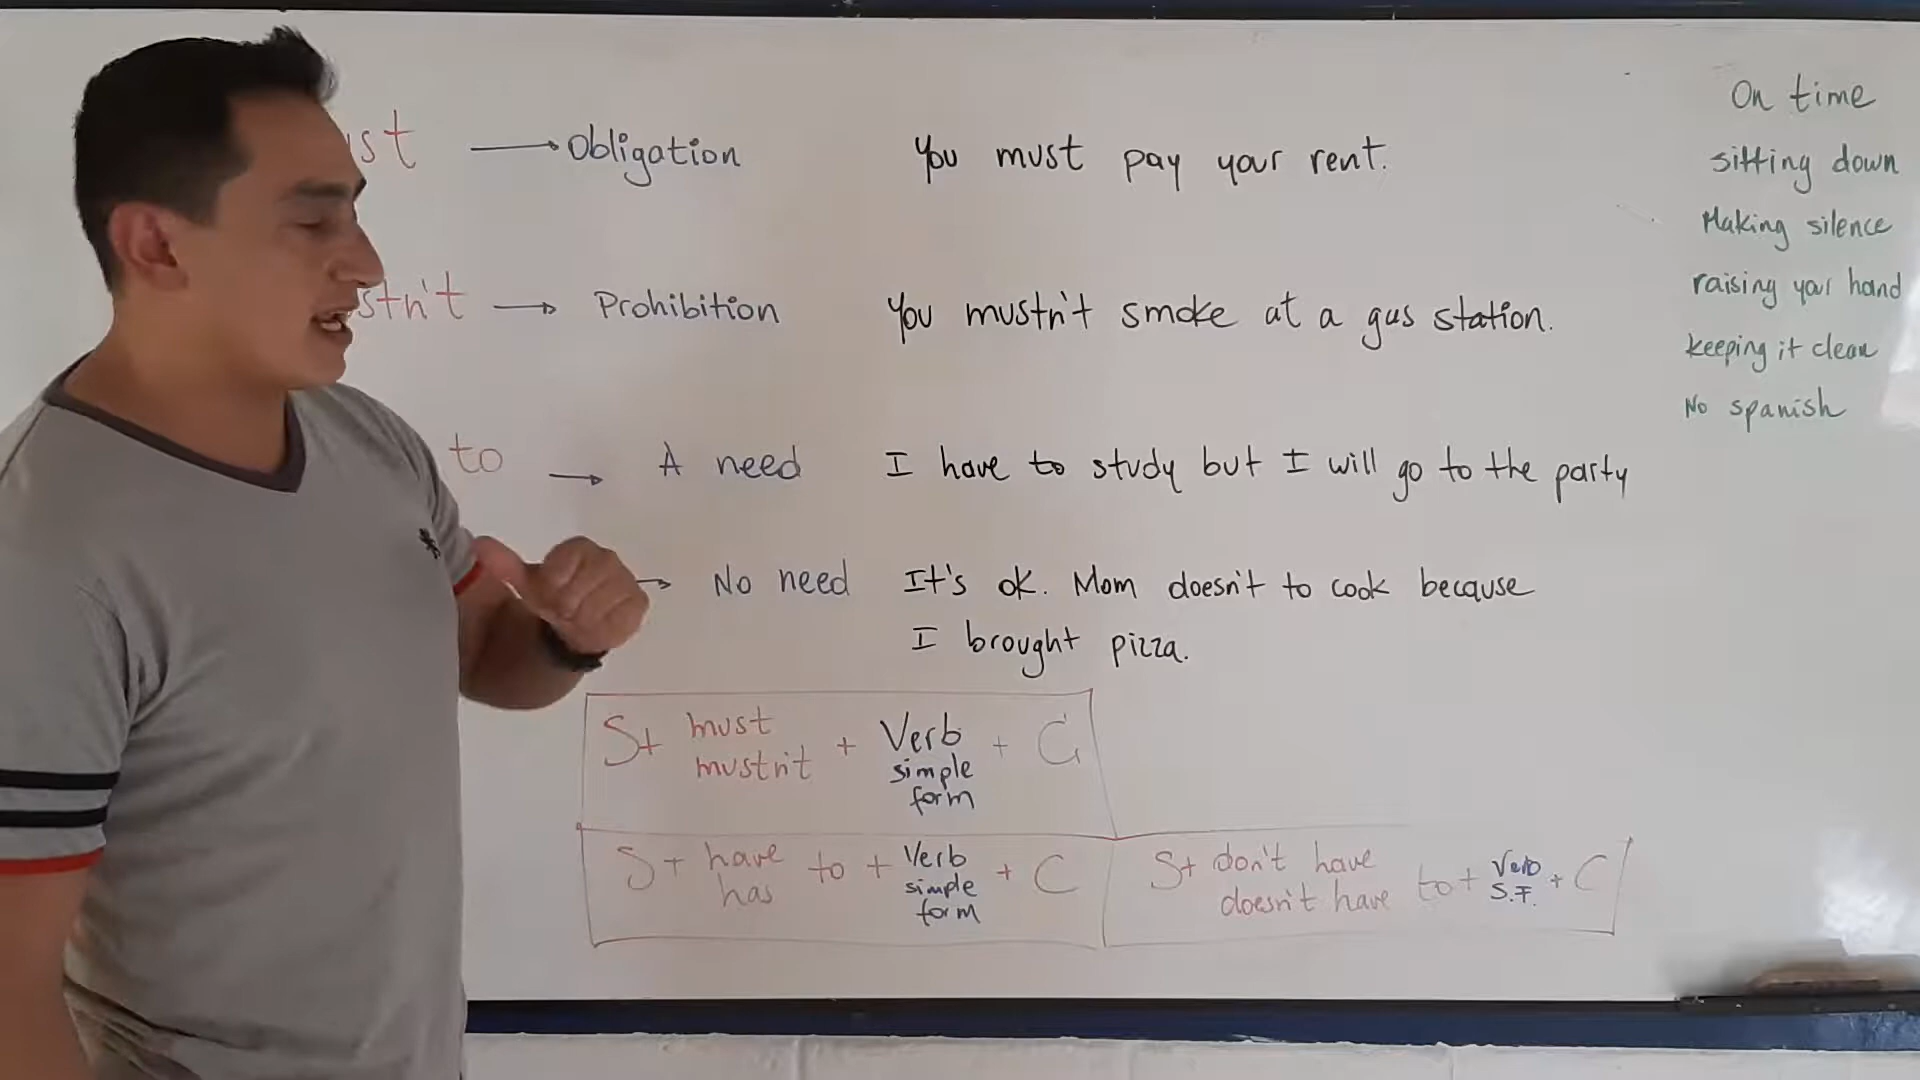 ust → Obligation You must pay your rent.
stn't → Prohibition You mustn't smoke at a gas station.
to → A need I have to study but I will go to the party
→ No need It's ok. Mom doesn't to cook because
I brought pizza.
S+ must + Verb + C
mustn't simple
form
S+ have to + Verb + C
has simple
form
S+ don't have to + Verb + C
doesn't have S.F.
On time
sitting down
Making silence
raising your hand
keeping it clean
No spanish